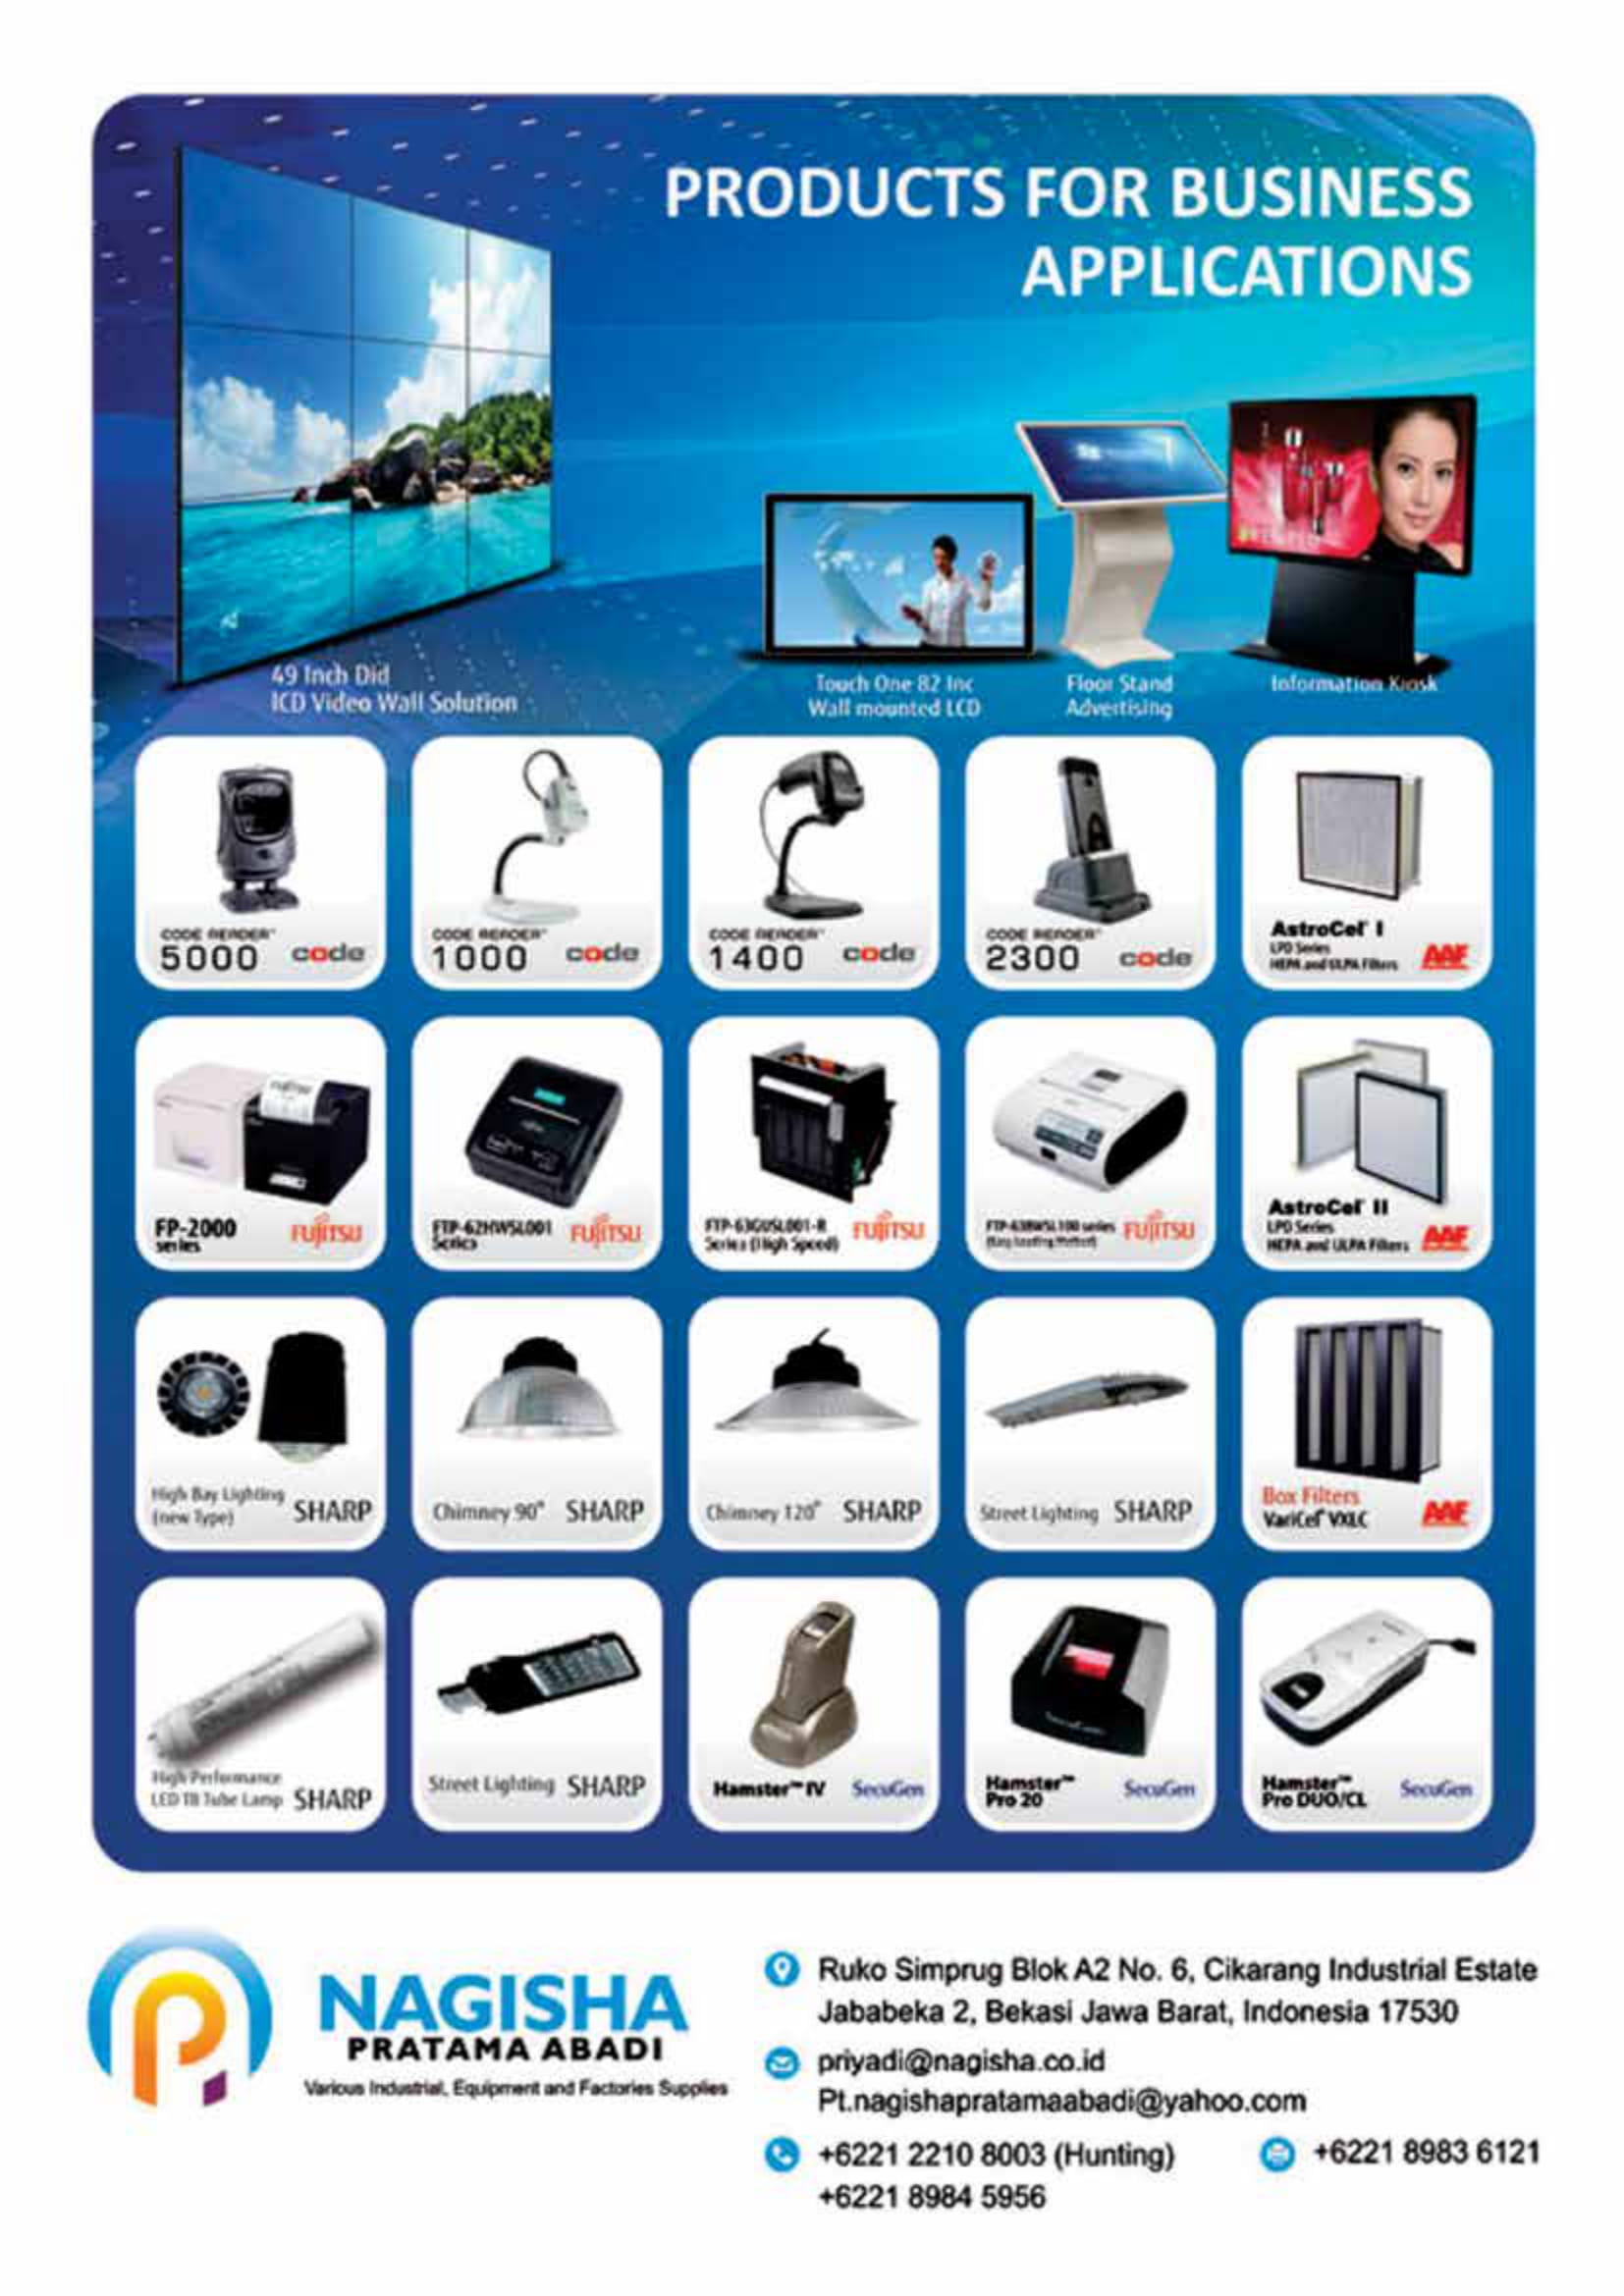 PRODUCTS FOR BUSINESS
APPLICATIONS
49 Inch Did
ICD Video Wall Solution
Touch One 82 Inc
Wall mounted LCD
Floor Stand
Advertising
Information Kiosk
CODE READER™
5000 code
CODE READER™
1000 code
CODE READER™
1400 code
CODE READER™
2300 code
AstroCel® I
LPD Series
HEPA and ULPA Filters AAF
FP-2000
series FUJITSU
FTP-62HWSL001
Series FUJITSU
FTP-63GUSL001-R
Series (High Speed) FUJITSU
series FUJITSU
AstroCel® II
LPD Series
HEPA and ULPA Filters AAF
High Bay Lighting
(new Type) SHARP
Chimney 90° SHARP
Chimney 120° SHARP
Street Lighting SHARP
Box Filters
VariCel® VXLC AAF
High Performance
LED T8 Tube Lamp SHARP
Street Lighting SHARP
Hamster™ IV SecuGen
Hamster™
Pro 20 SecuGen
Hamster™
Pro DUO/CL SecuGen
NAGISHA
PRATAMA ABADI
Various Industrial, Equipment and Factories Supplies
Ruko Simprug Blok A2 No. 6, Cikarang Industrial Estate
Jababeka 2, Bekasi Jawa Barat, Indonesia 17530
priyadi@nagisha.co.id
Pt.nagishapratamaabadi@yahoo.com
+6221 2210 8003 (Hunting)
+6221 8983 6121
+6221 8984 5956